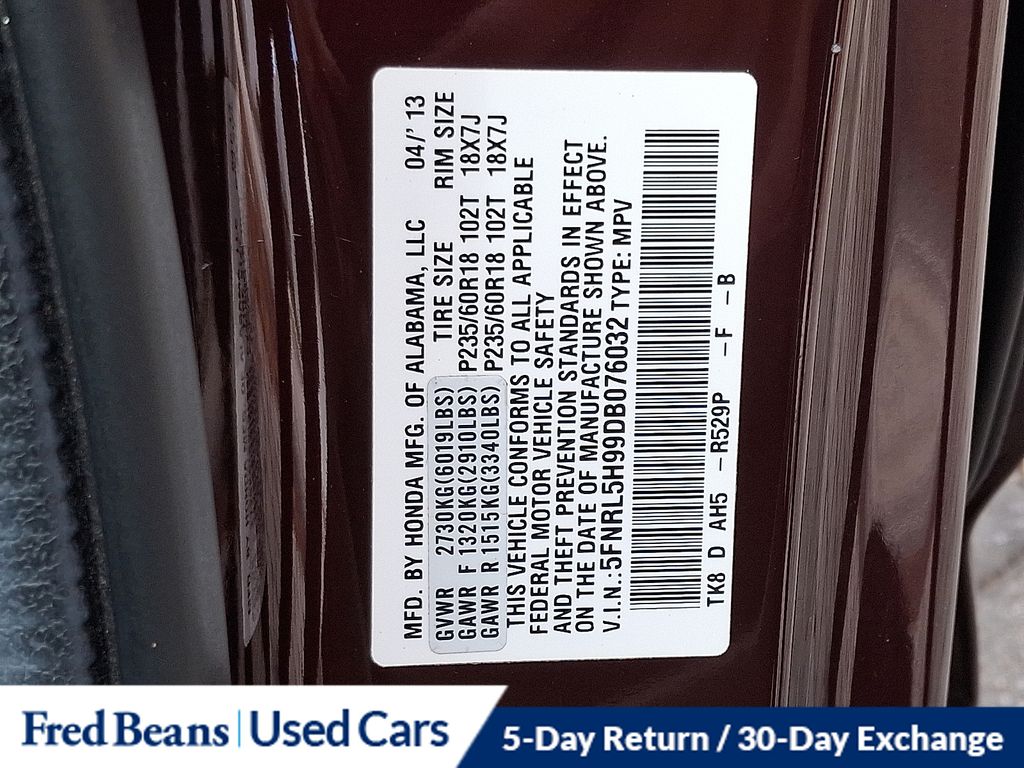 MFD. BY HONDA MFG. OF ALABAMA, LLC 04/' 13
GVWR 2730KG(6019LBS) TIRE SIZE RIM SIZE
GAWR F 1320KG(2910LBS) P235/60R18 102T 18X7J
GAWR R 1515KG(3340LBS) P235/60R18 102T 18X7J
THIS VEHICLE CONFORMS TO ALL APPLICABLE
FEDERAL MOTOR VEHICLE SAFETY
AND THEFT PREVENTION STANDARDS IN EFFECT
ON THE DATE OF MANUFACTURE SHOWN ABOVE.
V.I.N.:5FNRL5H99DB076032 TYPE: MPV
TK8 D AH5 -R529P -F -B
Fred Beans | Used Cars
5-Day Return / 30-Day Exchange